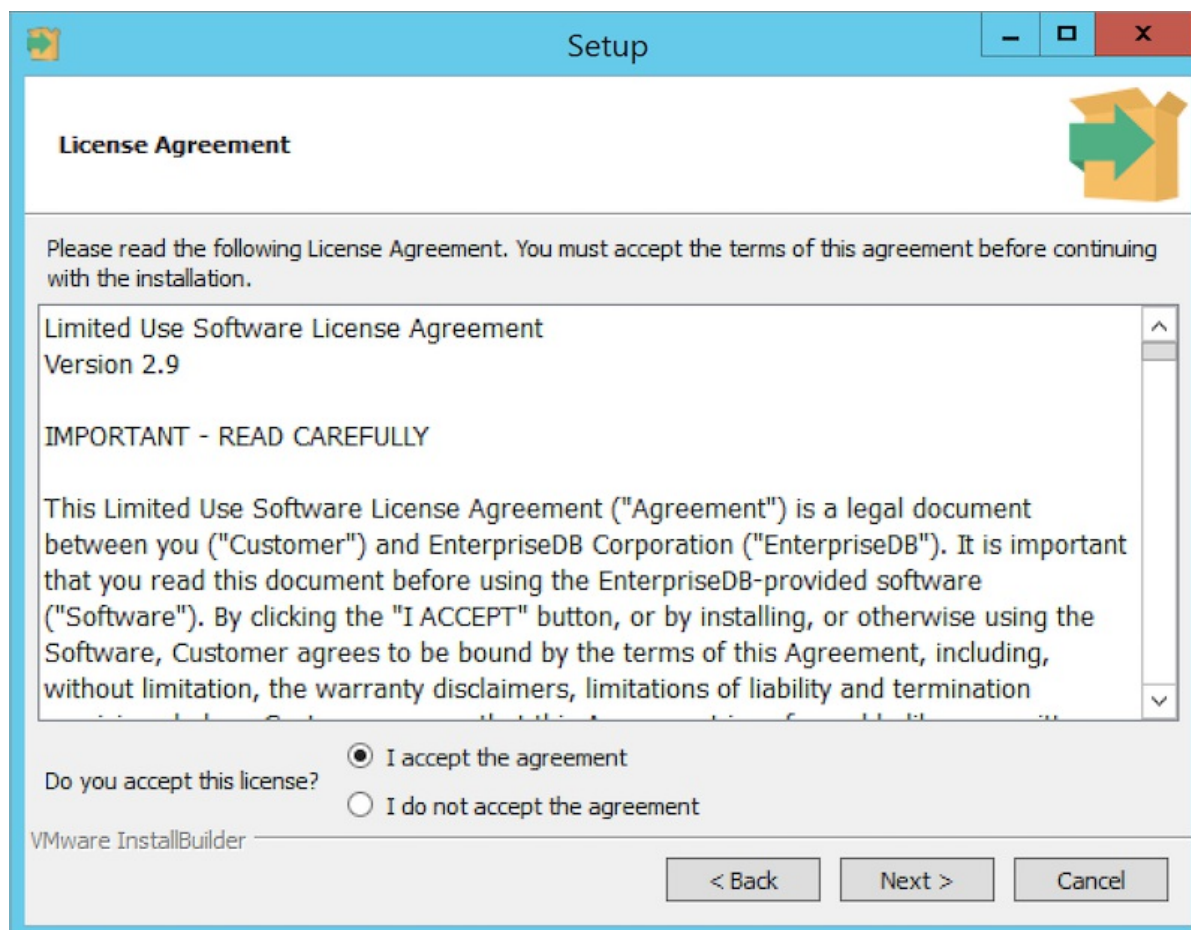 Setup
License Agreement
Please read the following License Agreement. You must accept the terms of this agreement before continuing
with the installation.
Limited Use Software License Agreement
Version 2.9
IMPORTANT - READ CAREFULLY
This Limited Use Software License Agreement ("Agreement") is a legal document
between you ("Customer") and EnterpriseDB Corporation ("EnterpriseDB"). It is important
that you read this document before using the EnterpriseDB-provided software
("Software"). By clicking the "I ACCEPT" button, or by installing, or otherwise using the
Software, Customer agrees to be bound by the terms of this Agreement, including,
without limitation, the warranty disclaimers, limitations of liability and termination
Do you accept this license?
I accept the agreement
I do not accept the agreement
VMware InstallBuilder
< Back
Next >
Cancel